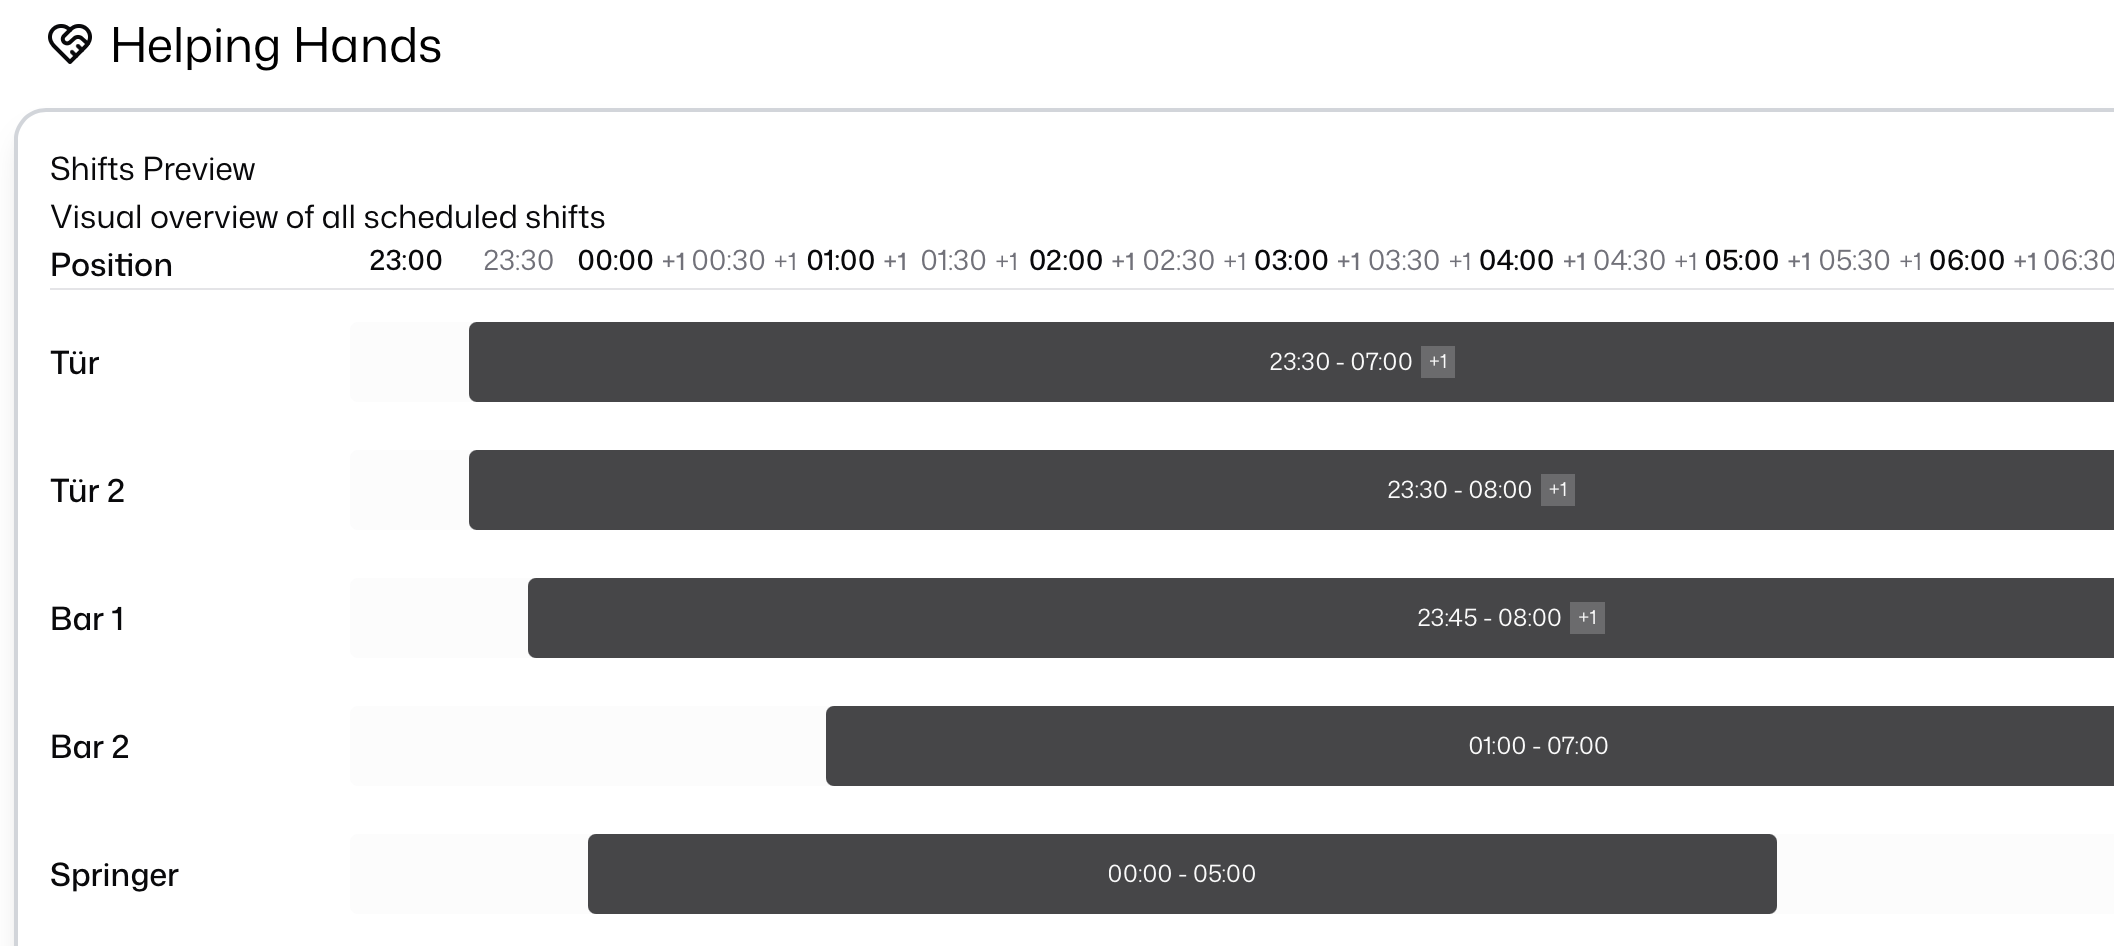 Helping Hands
Shifts Preview
Visual overview of all scheduled shifts
Position 23:00 23:30 00:00 +1 00:30 +1 01:00 +1 01:30 +1 02:00 +1 02:30 +1 03:00 +1 03:30 +1 04:00 +1 04:30 +1 05:00 +1 05:30 +1 06:00 +1 06:30
Tür 23:30 - 07:00 +1
Tür 2 23:30 - 08:00 +1
Bar 1 23:45 - 08:00 +1
Bar 2 01:00 - 07:00
Springer 00:00 - 05:00